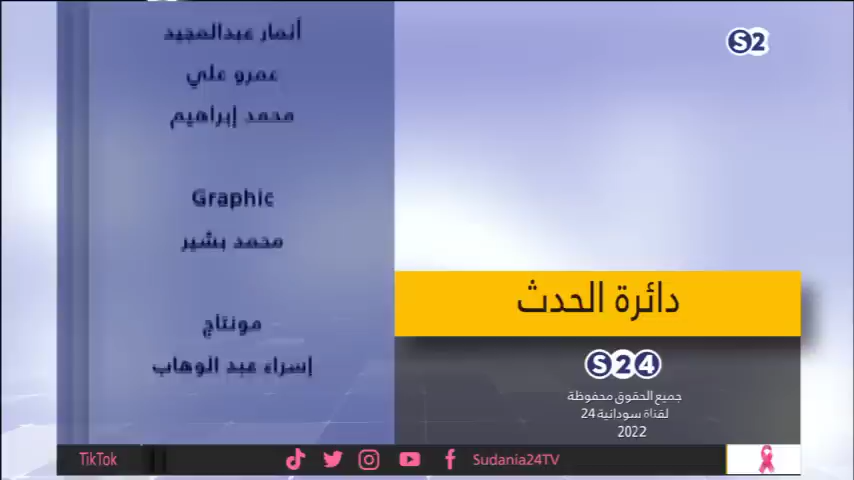 S2
أنمار عبدالمجيد
عمرو علي
محمد إبراهيم
Graphic
محمد بشير
مونتاج
إسراء عبد الوهاب
دائرة الحدث
S24
جميع الحقوق محفوظة
لقناة سودانية 24
2022
TikTok
Sudania24TV